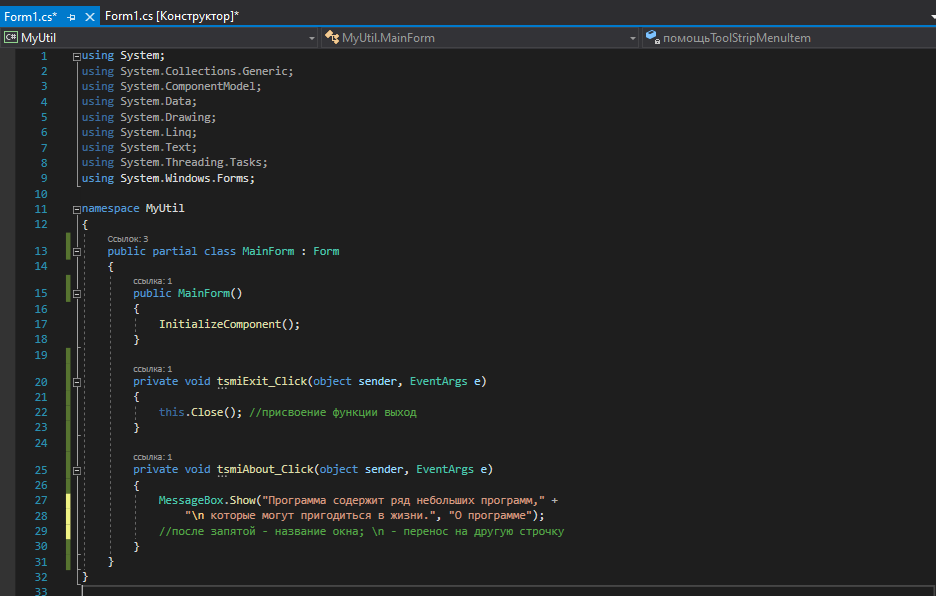 Form1.cs*
Form1.cs [Конструктор]*
C# MyUtil
MyUtil.MainForm
помощьToolStripMenuItem
1 using System;
2 using System.Collections.Generic;
3 using System.ComponentModel;
4 using System.Data;
5 using System.Drawing;
6 using System.Linq;
7 using System.Text;
8 using System.Threading.Tasks;
9 using System.Windows.Forms;
10
11 namespace MyUtil
12 {
Ссылок: 3
13 public partial class MainForm : Form
14 {
ссылка: 1
15 public MainForm()
16 {
17 InitializeComponent();
18 }
19
ссылка: 1
20 private void tsmiExit_Click(object sender, EventArgs e)
21 {
22 this.Close(); //присвоение функции выход
23 }
24
ссылка: 1
25 private void tsmiAbout_Click(object sender, EventArgs e)
26 {
27 MessageBox.Show("Программа содержит ряд небольших программ," +
28 "\n которые могут пригодиться в жизни.", "О программе");
29 //после запятой - название окна; \n - перенос на другую строчку
30 }
31 }
32 }
33